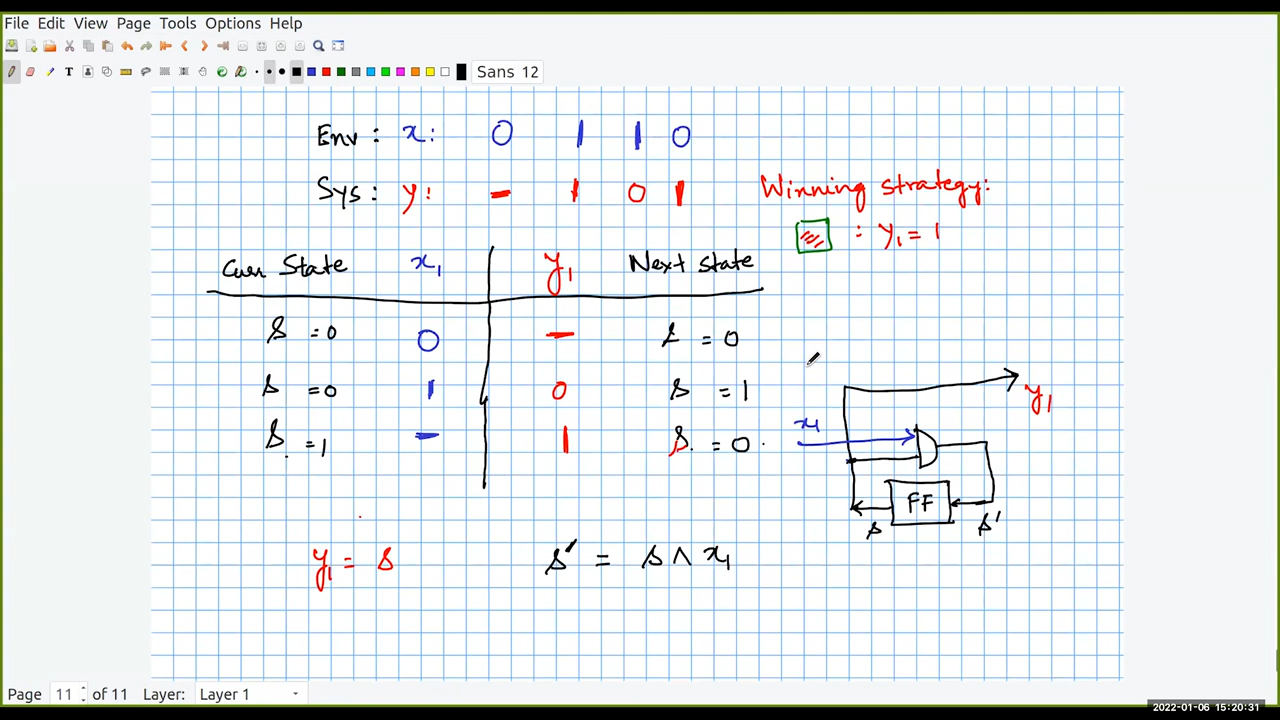 File Edit View Page Tools Options Help
Sans 12
Env : x: 0 1 1 0
Sys: y: – 1 0 1
Winning strategy:
: y1 = 1
Curr State x1 y1 Next State
S = 0 0 – S = 0
S = 0 1 0 S = 1
S = 1 – 1 S = 0
y1
x1
FF
s s'
y1 = s s' = s ∧ x1
Page 11 of 11 Layer: Layer 1
2022-01-06 15:20:31